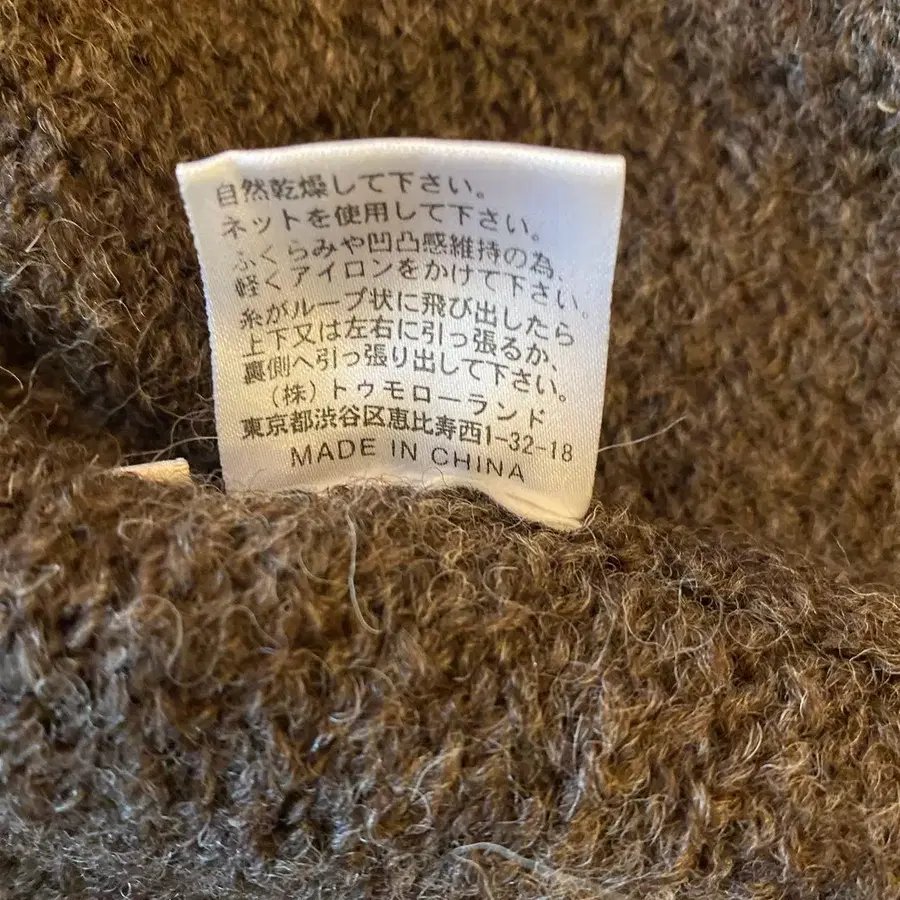 自然乾燥して下さい。
ネットを使用して下さい。
ふくらみや凹凸感維持の為、
軽くアイロンをかけて下さい。
糸がループ状に飛び出したら
上下又は左右に引っ張るか、
裏側へ引っ張り出して下さい。
(株)トゥモローランド
東京都渋谷区恵比寿西1-32-18
MADE IN CHINA